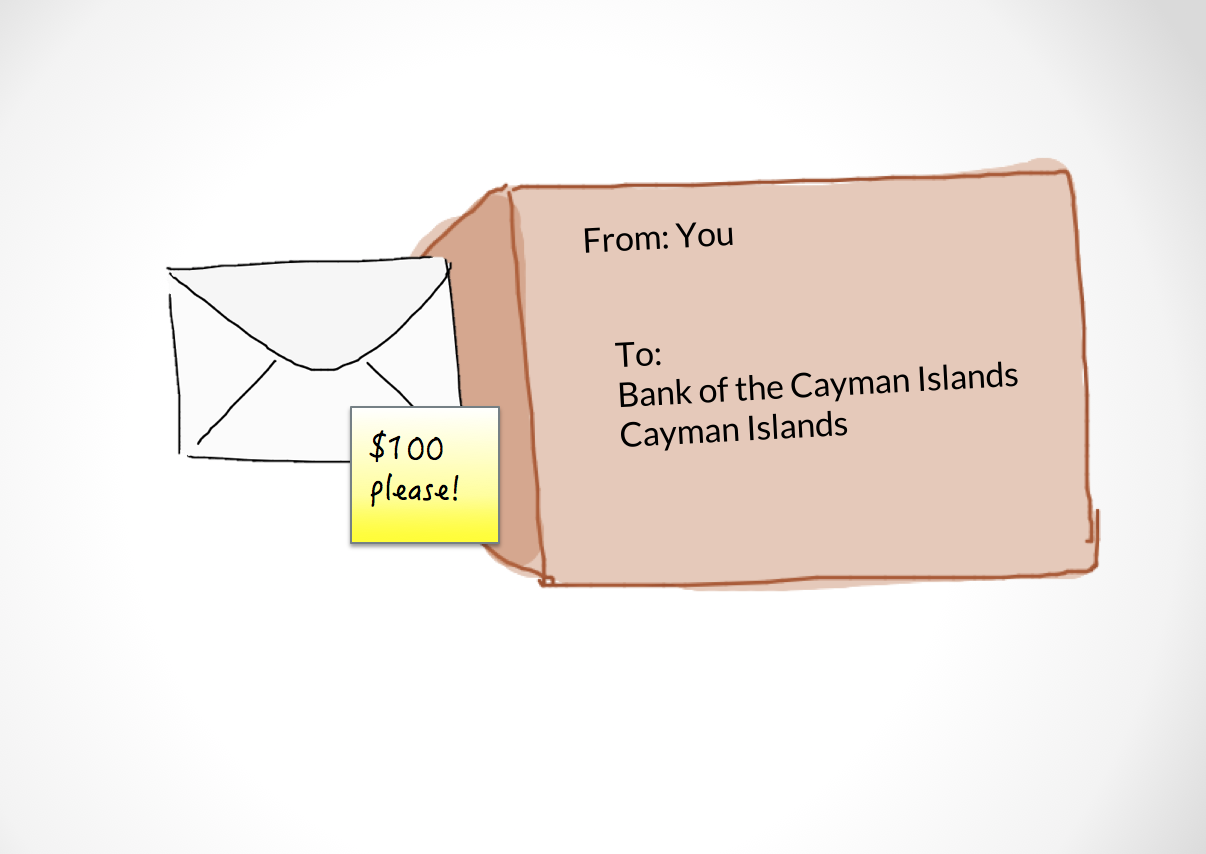 From: You
To:
Bank of the Cayman Islands
Cayman Islands
$100
please!